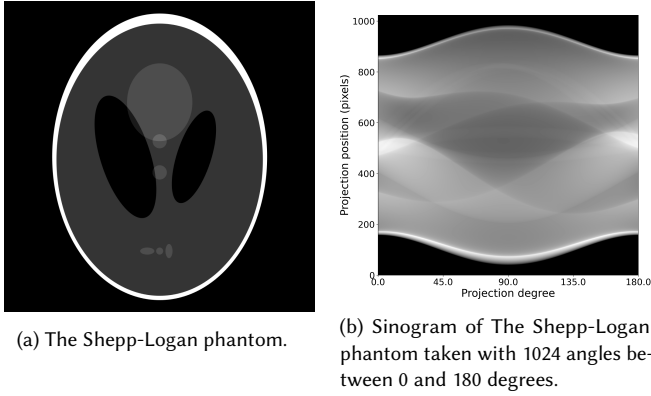 1000
800
600
400
200
0
Projection position (pixels)
0.0 45.0 90.0 135.0 180.0
Projection degree
(a) The Shepp-Logan phantom.
(b) Sinogram of The Shepp-Logan
phantom taken with 1024 angles be-
tween 0 and 180 degrees.